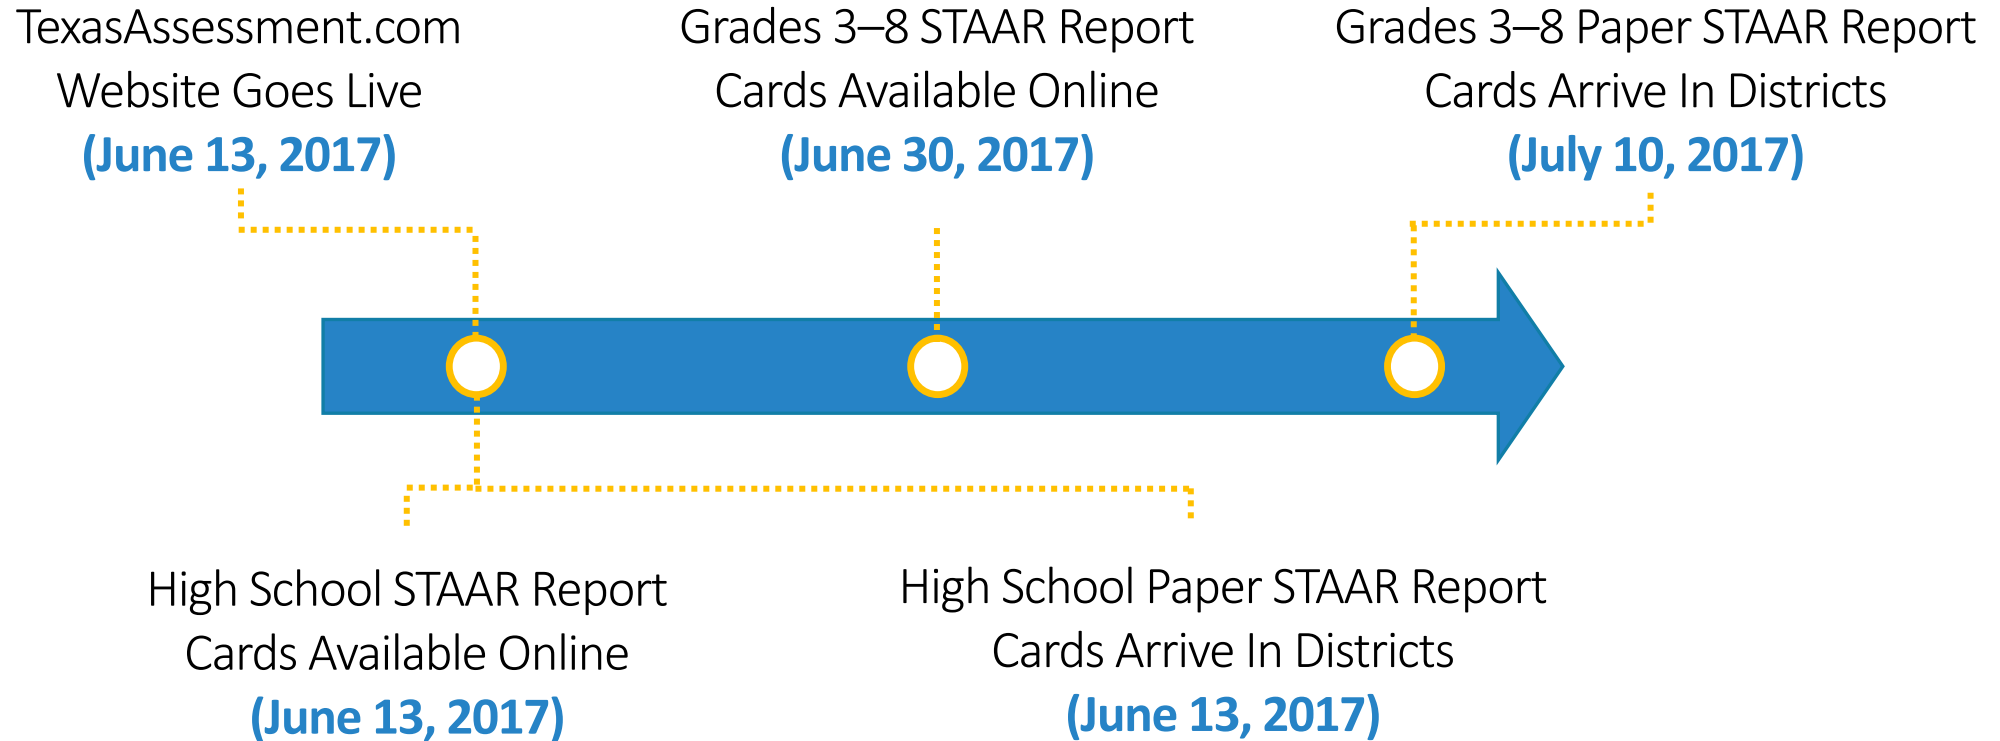 TexasAssessment.com
Website Goes Live
(June 13, 2017)
Grades 3–8 STAAR Report
Cards Available Online
(June 30, 2017)
Grades 3–8 Paper STAAR Report
Cards Arrive In Districts
(July 10, 2017)
High School STAAR Report
Cards Available Online
(June 13, 2017)
High School Paper STAAR Report
Cards Arrive In Districts
(June 13, 2017)